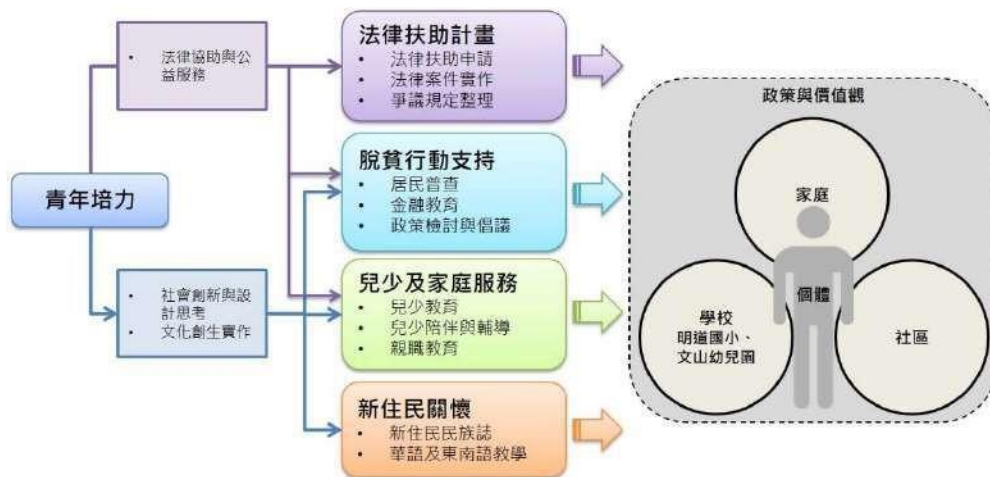 青年培力
• 法律協助與公
益服務
• 社會創新與設
計思考
• 文化創生實作
法律扶助計畫
• 法律扶助申請
• 法律案件實作
• 爭議規定整理
脫貧行動支持
• 居民普查
• 金融教育
• 政策檢討與倡議
兒少及家庭服務
• 兒少教育
• 兒少陪伴與輔導
• 親職教育
新住民關懷
• 新住民民族誌
• 華語及東南語教學
政策與價值觀
家庭
個體
學校
明道國小、
文山幼兒園
社區